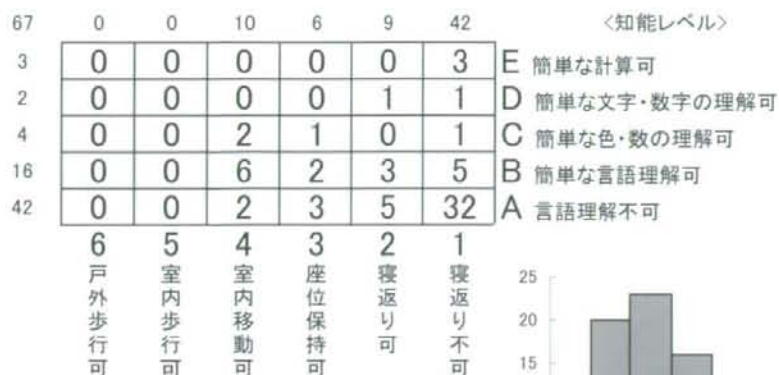 67 0 0 10 6 9 42 <知能レベル>
3 0 0 0 0 0 3 E 簡単な計算可
2 0 0 0 0 1 1 D 簡単な文字・数字の理解可
4 0 0 2 1 0 1 C 簡単な色・数の理解可
16 0 0 6 2 3 5 B 簡単な言語理解可
42 0 0 2 3 5 32 A 言語理解不可
6 5 4 3 2 1
戸外歩行可
室内歩行可
室内移動可
座位保持可
寝返り可
寝返り不可
25
20
15